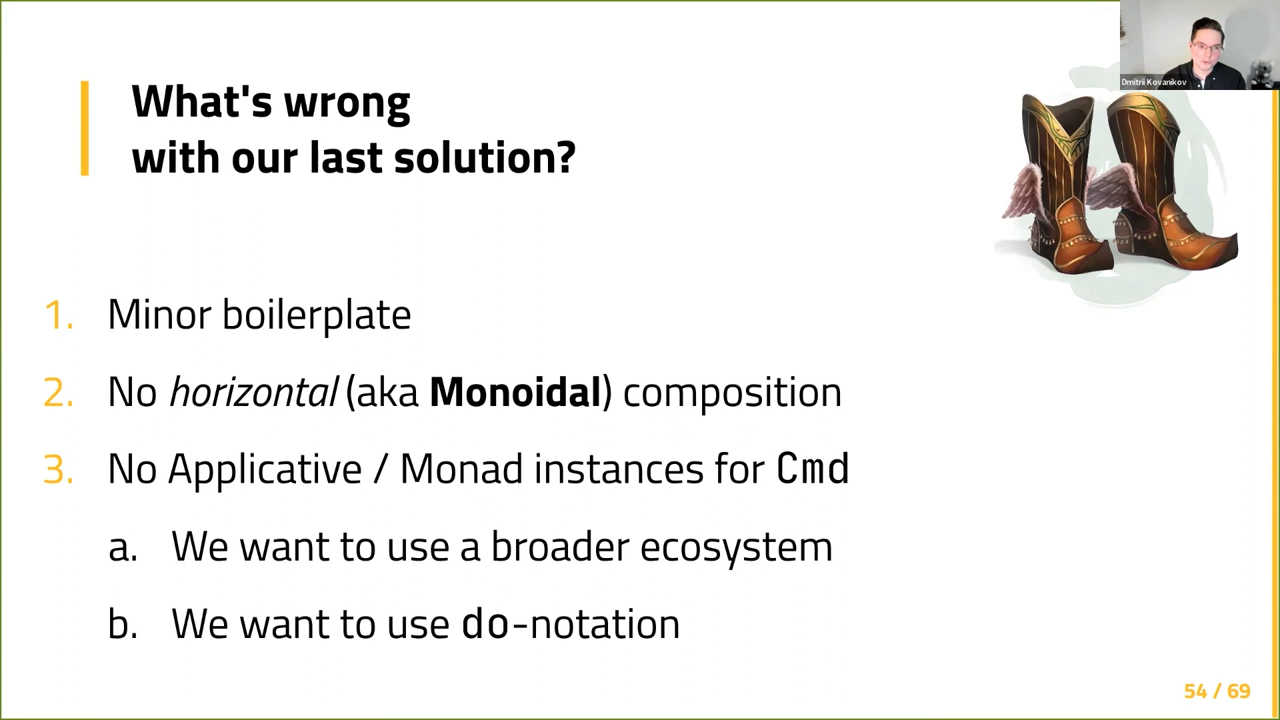 Dmitrii Kovanikov
What's wrong
with our last solution?
1. Minor boilerplate
2. No horizontal (aka Monoidal) composition
3. No Applicative / Monad instances for Cmd
a. We want to use a broader ecosystem
b. We want to use do-notation
54 / 69